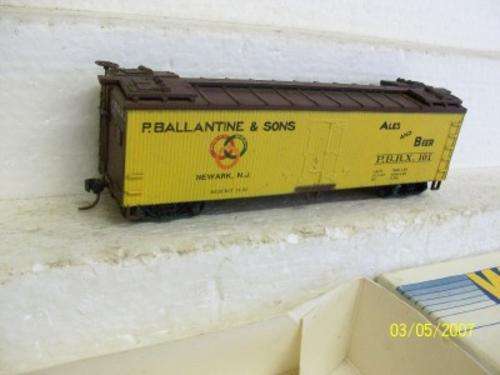 P. BALLANTINE & SONS
NEWARK, N.J.
ALES AND BEER
P.B.R.X. 101
03/05/2007